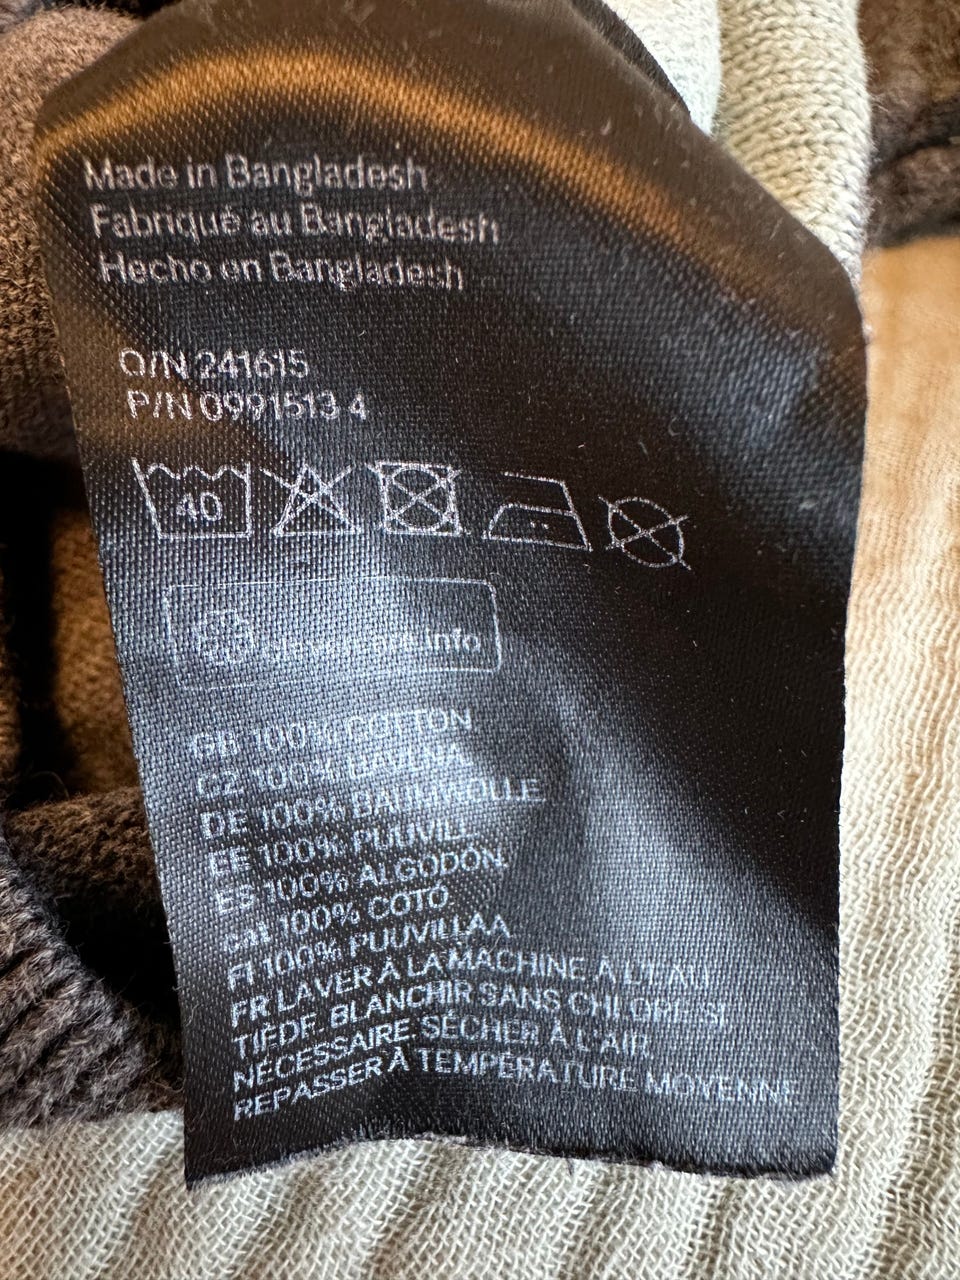 Made in Bangladesh
Fabriqué au Bangladesh
Hecho en Bangladesh
O/N 241615
P/N 0991513 4
40
GB 100% COTTON
CZ 100% BAVLNA
DE 100% BAUMWOLLE
EE 100% PUUVILL
ES 100% ALGODÓN
cat 100% COTÓ
FI 100% PUUVILLAA
FR LAVER À LA MACHINE À L'EAU
TIÈDE. BLANCHIR SANS CHLORE SI
NÉCESSAIRE SÉCHER À L'AIR
REPASSER À TEMPÉRATURE MOYENNE